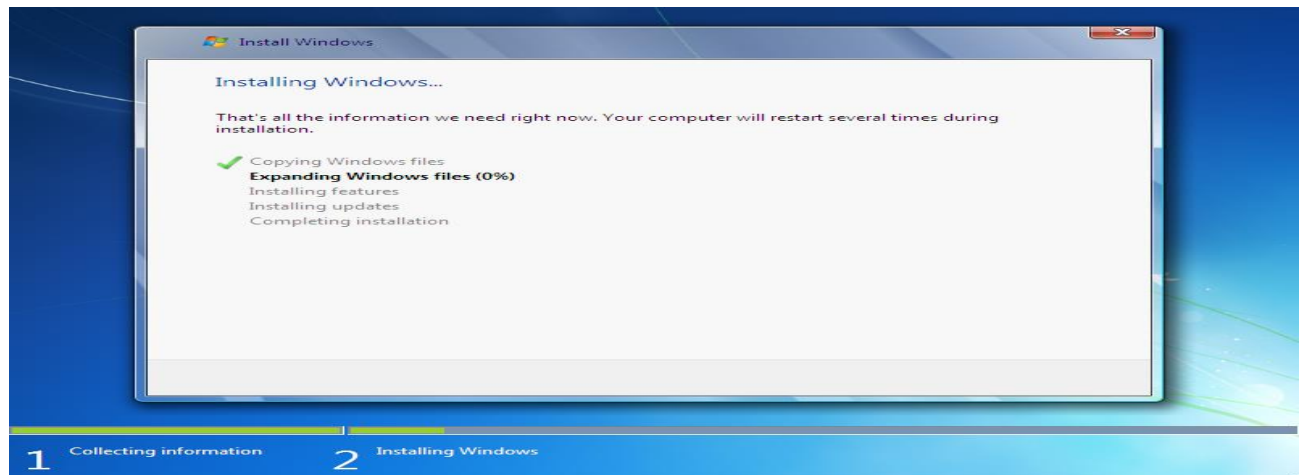 Install Windows
Installing Windows...
That's all the information we need right now. Your computer will restart several times during
installation.
Copying Windows files
Expanding Windows files (0%)
Installing features
Installing updates
Completing installation
1 Collecting information 2 Installing Windows